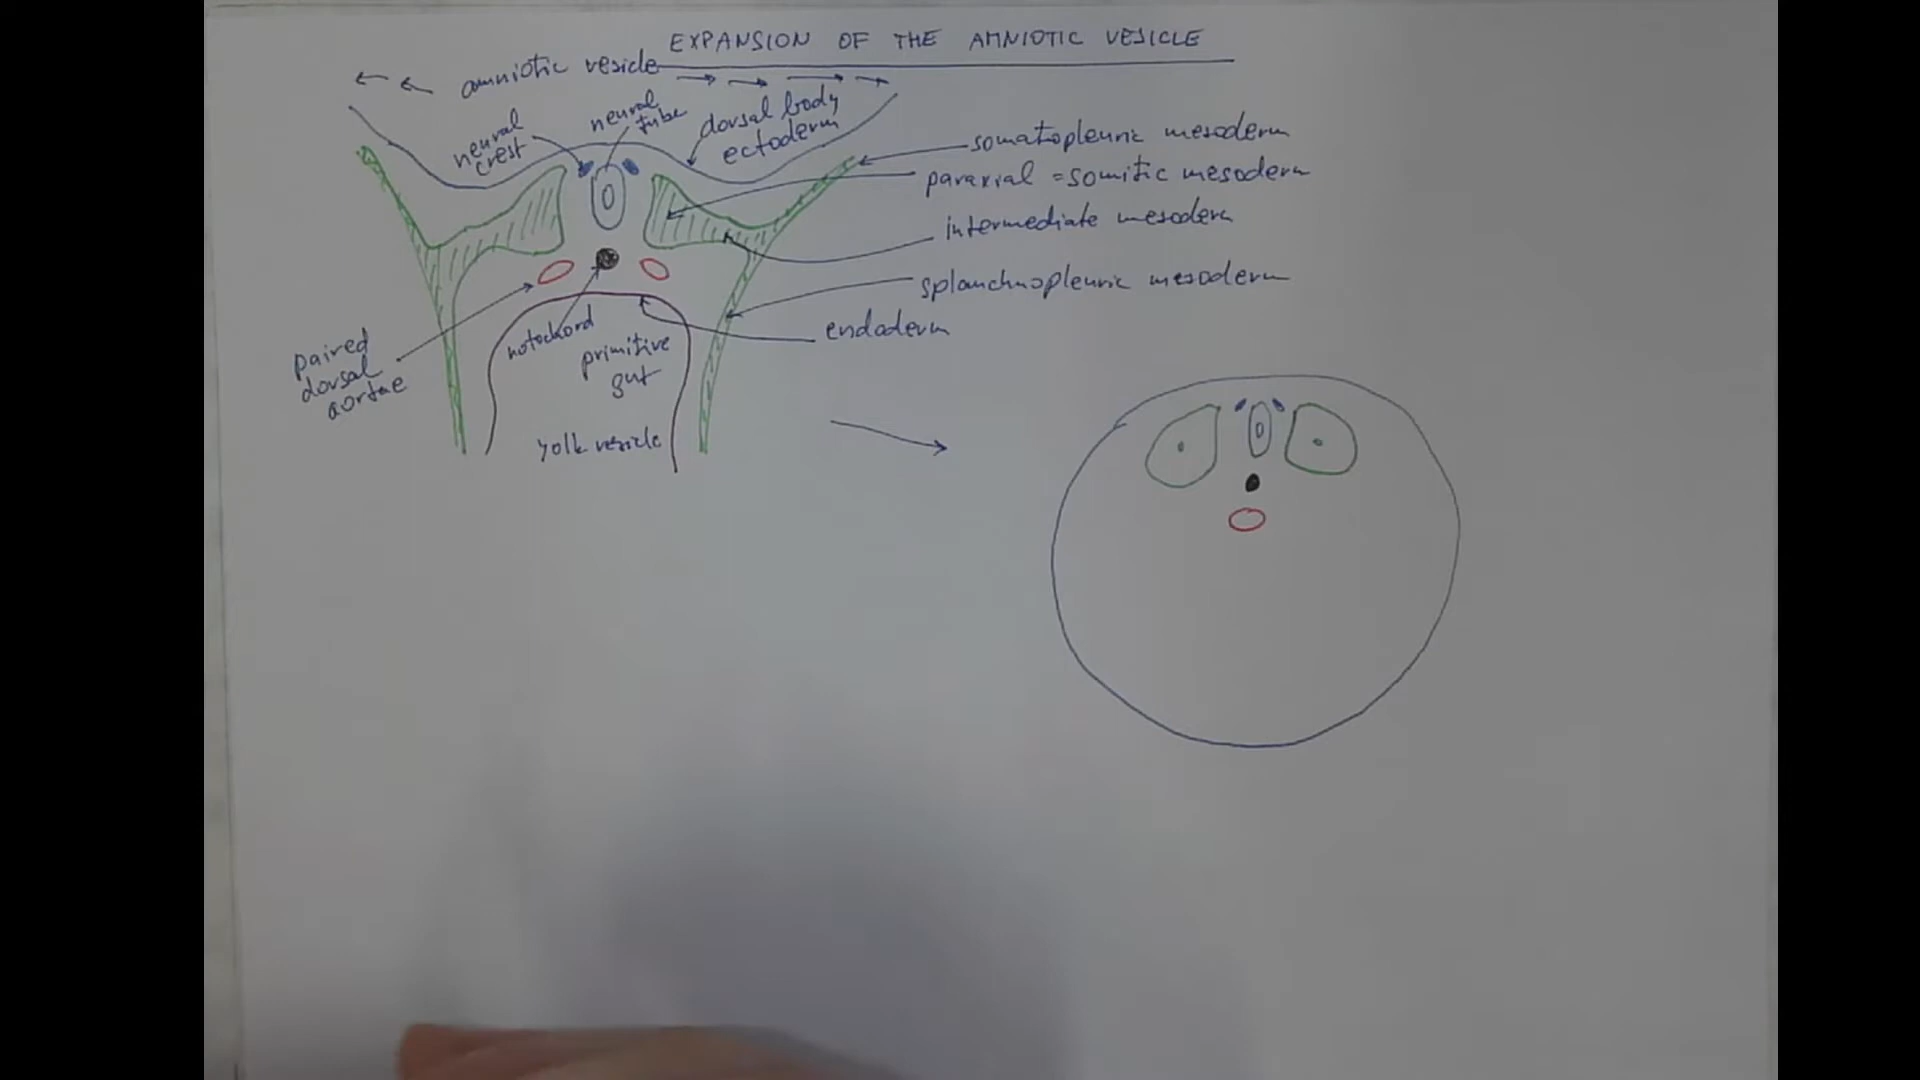 EXPANSION OF THE AMNIOTIC VESICLE
amniotic vesicle
neural
crest
neural
tube
dorsal body
ectoderm
somatopleuric mesoderm
paraxial = somitic mesoderm
intermediate mesoderm
splanchnopleuric mesoderm
endoderm
paired
dorsal
aortae
notochord
primitive
gut
yolk vesicle